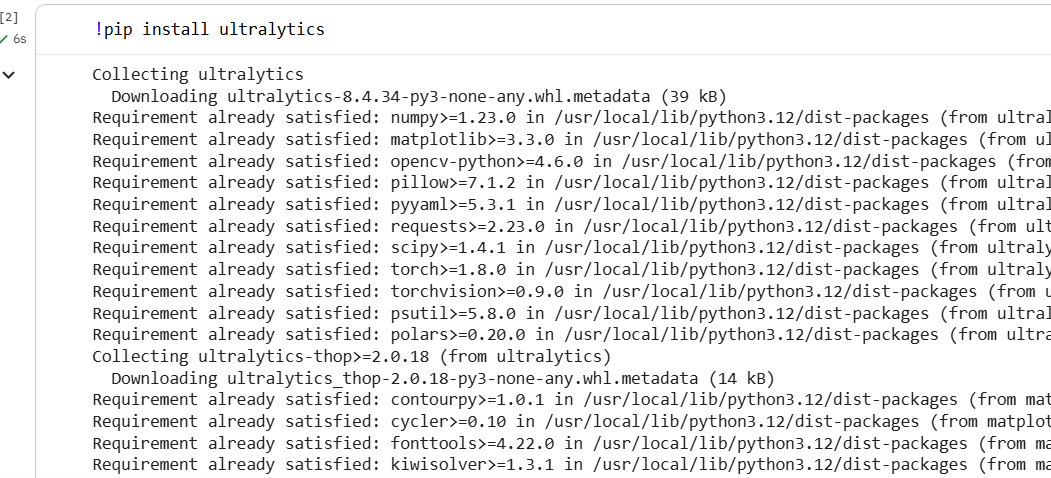 [2]
!pip install ultralytics
6s
Collecting ultralytics
Downloading ultralytics-8.4.34-py3-none-any.whl.metadata (39 kB)
Requirement already satisfied: numpy>=1.23.0 in /usr/local/lib/python3.12/dist-packages (from ultral
Requirement already satisfied: matplotlib>=3.3.0 in /usr/local/lib/python3.12/dist-packages (from ul
Requirement already satisfied: opencv-python>=4.6.0 in /usr/local/lib/python3.12/dist-packages (from
Requirement already satisfied: pillow>=7.1.2 in /usr/local/lib/python3.12/dist-packages (from ultral
Requirement already satisfied: pyyaml>=5.3.1 in /usr/local/lib/python3.12/dist-packages (from ultral
Requirement already satisfied: requests>=2.23.0 in /usr/local/lib/python3.12/dist-packages (from ult
Requirement already satisfied: scipy>=1.4.1 in /usr/local/lib/python3.12/dist-packages (from ultraly
Requirement already satisfied: torch>=1.8.0 in /usr/local/lib/python3.12/dist-packages (from ultraly
Requirement already satisfied: torchvision>=0.9.0 in /usr/local/lib/python3.12/dist-packages (from u
Requirement already satisfied: psutil>=5.8.0 in /usr/local/lib/python3.12/dist-packages (from ultral
Requirement already satisfied: polars>=0.20.0 in /usr/local/lib/python3.12/dist-packages (from ultra
Collecting ultralytics-thop>=2.0.18 (from ultralytics)
Downloading ultralytics_thop-2.0.18-py3-none-any.whl.metadata (14 kB)
Requirement already satisfied: contourpy>=1.0.1 in /usr/local/lib/python3.12/dist-packages (from mat
Requirement already satisfied: cycler>=0.10 in /usr/local/lib/python3.12/dist-packages (from matplot
Requirement already satisfied: fonttools>=4.22.0 in /usr/local/lib/python3.12/dist-packages (from ma
Requirement already satisfied: kiwisolver>=1.3.1 in /usr/local/lib/python3.12/dist-packages (from ma